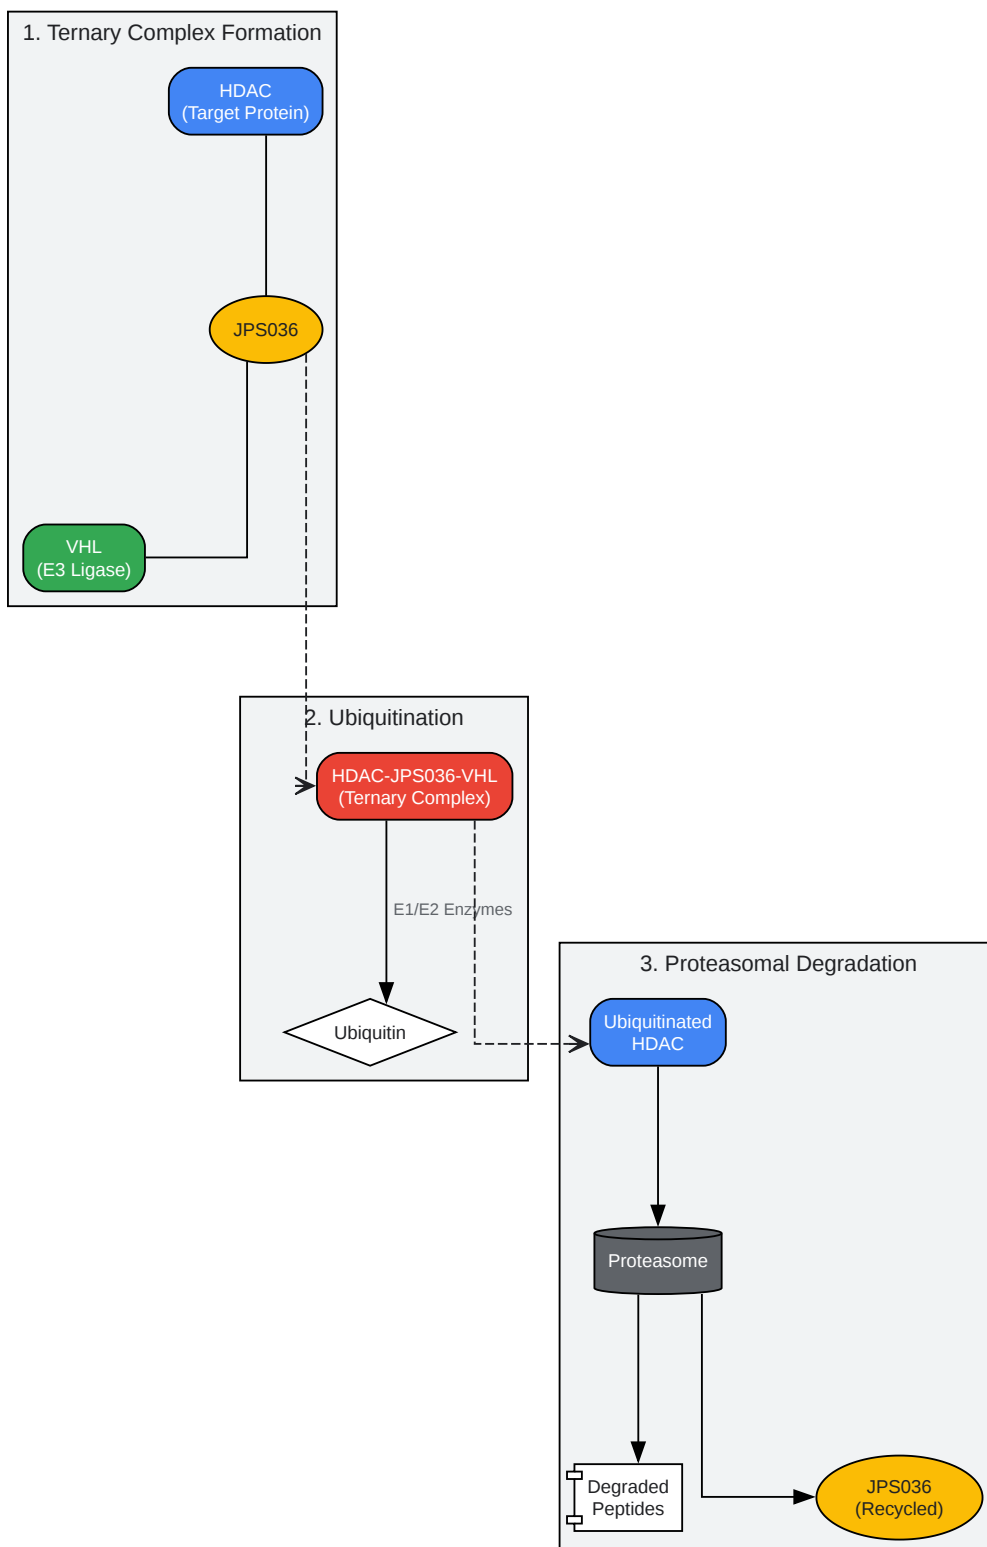 1. Ternary Complex Formation
HDAC
(Target Protein)
JPS036
VHL
(E3 Ligase)
2. Ubiquitination
HDAC-JPS036-VHL
(Ternary Complex)
E1/E2 Enzymes
Ubiquitin
3. Proteasomal Degradation
Ubiquitinated
HDAC
Proteasome
Degraded
Peptides
JPS036
(Recycled)